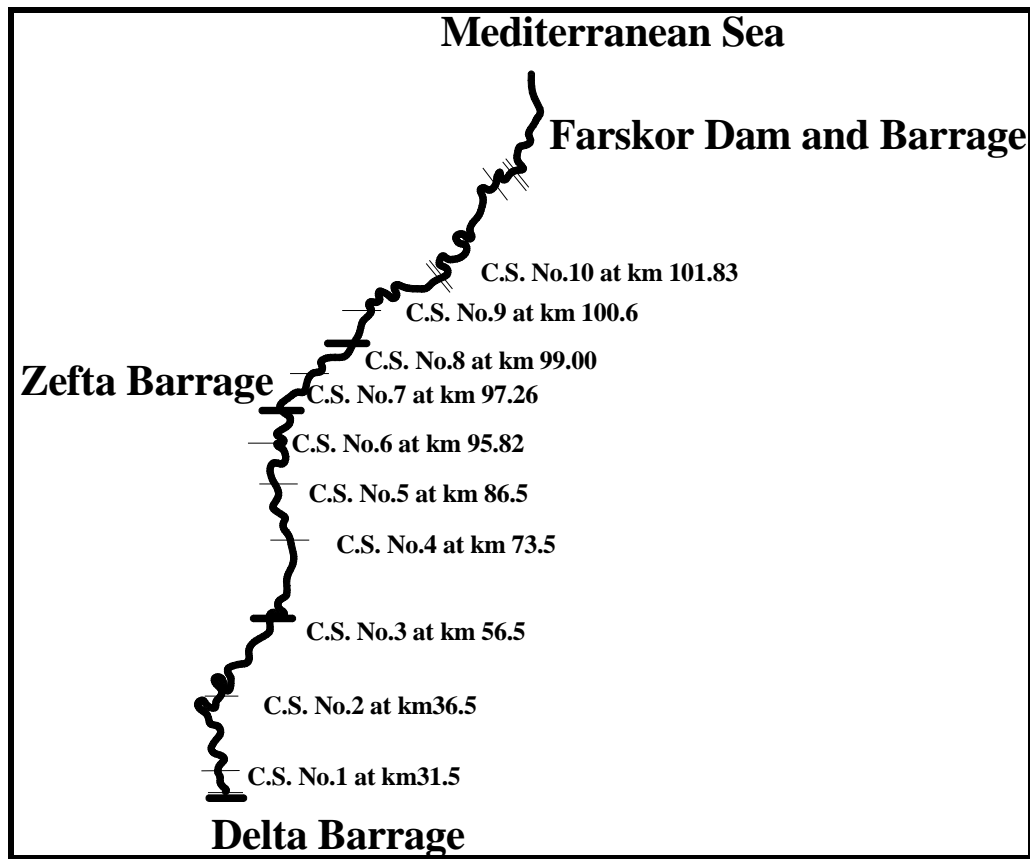 Mediterranean Sea
Farskor Dam and Barrage
C.S. No.10 at km 101.83
C.S. No.9 at km 100.6
C.S. No.8 at km 99.00
Zefta Barrage
C.S. No.7 at km 97.26
C.S. No.6 at km 95.82
C.S. No.5 at km 86.5
C.S. No.4 at km 73.5
C.S. No.3 at km 56.5
C.S. No.2 at km36.5
C.S. No.1 at km31.5
Delta Barrage